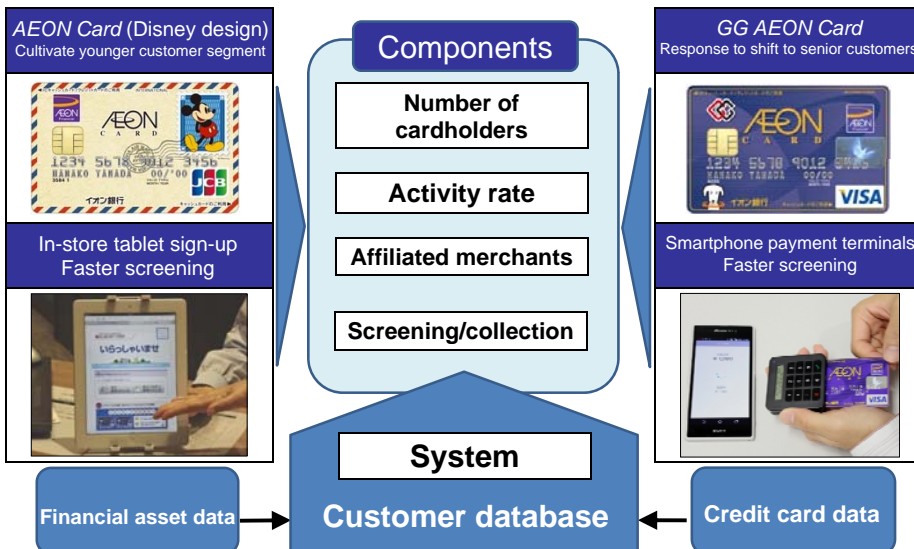 AEON Card (Disney design)
Cultivate younger customer segment
AEON
CARD
1234 5678 9012 3456
HANAKO YAMADA 00/'00
JCB
イオン銀行
In-store tablet sign-up
Faster screening
いらっしゃいませ
Components
Number of
cardholders
Activity rate
Affiliated merchants
Screening/collection
GG AEON Card
Response to shift to senior customers
AEON
CARD
1234 5678 9012
HANAKO YAMADA 00/00
イオン銀行
VISA
Smartphone payment terminals
Faster screening
AEON
VISA
System
Customer database
Financial asset data
Credit card data